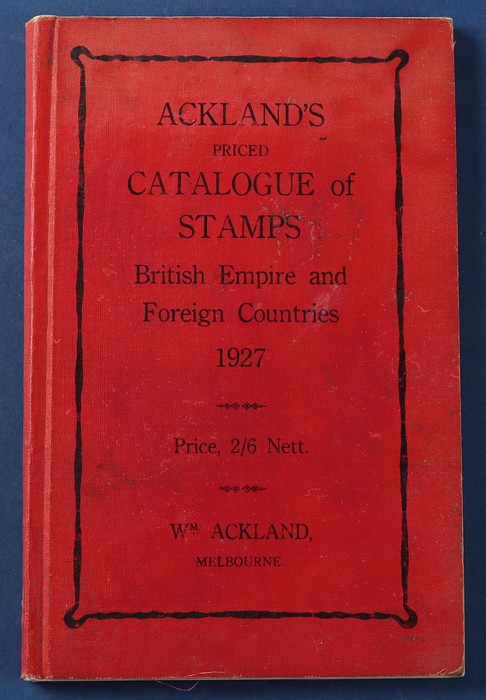 ACKLAND'S
PRICED
CATALOGUE of
STAMPS
British Empire and
Foreign Countries
1927
Price, 2/6 Nett.
Wᴹ ACKLAND,
MELBOURNE.